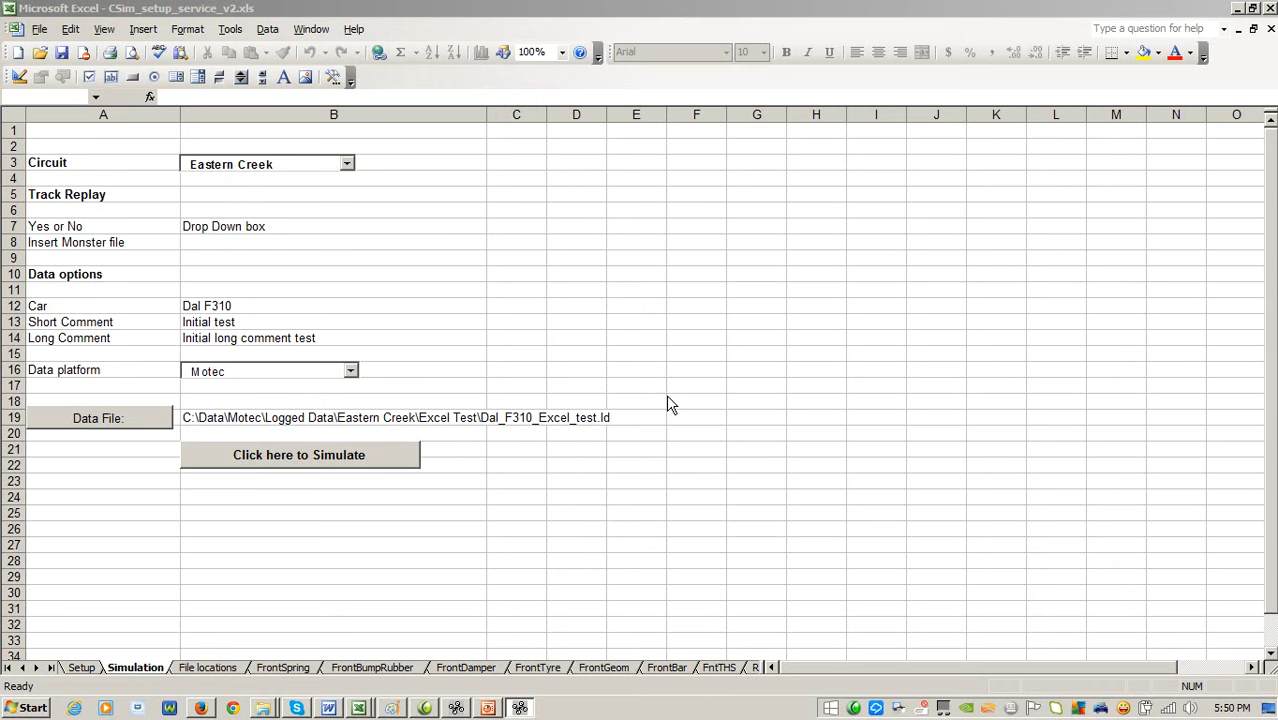 Microsoft Excel - CSim_setup_service_v2.xls
File Edit View Insert Format Tools Data Window Help
Type a question for help
100%
Arial 10 B I U
A B C D E F G H I J K L M N O
1
2
3 Circuit Eastern Creek
4
5 Track Replay
6
7 Yes or No Drop Down box
8 Insert Monster file
9
10 Data options
11
12 Car Dal F310
13 Short Comment Initial test
14 Long Comment Initial long comment test
15
16 Data platform Motec
17
18
19 Data File: C:\Data\Motec\Logged Data\Eastern Creek\Excel Test\Dal_F310_Excel_test.ld
20
21 Click here to Simulate
22
23
24
25
26
27
28
29
30
31
32
33
34
Setup Simulation File locations FrontSpring FrontBumpRubber FrontDamper FrontTyre FrontGeom FrontBar FntTHS R
Ready NUM
Start 5:50 PM